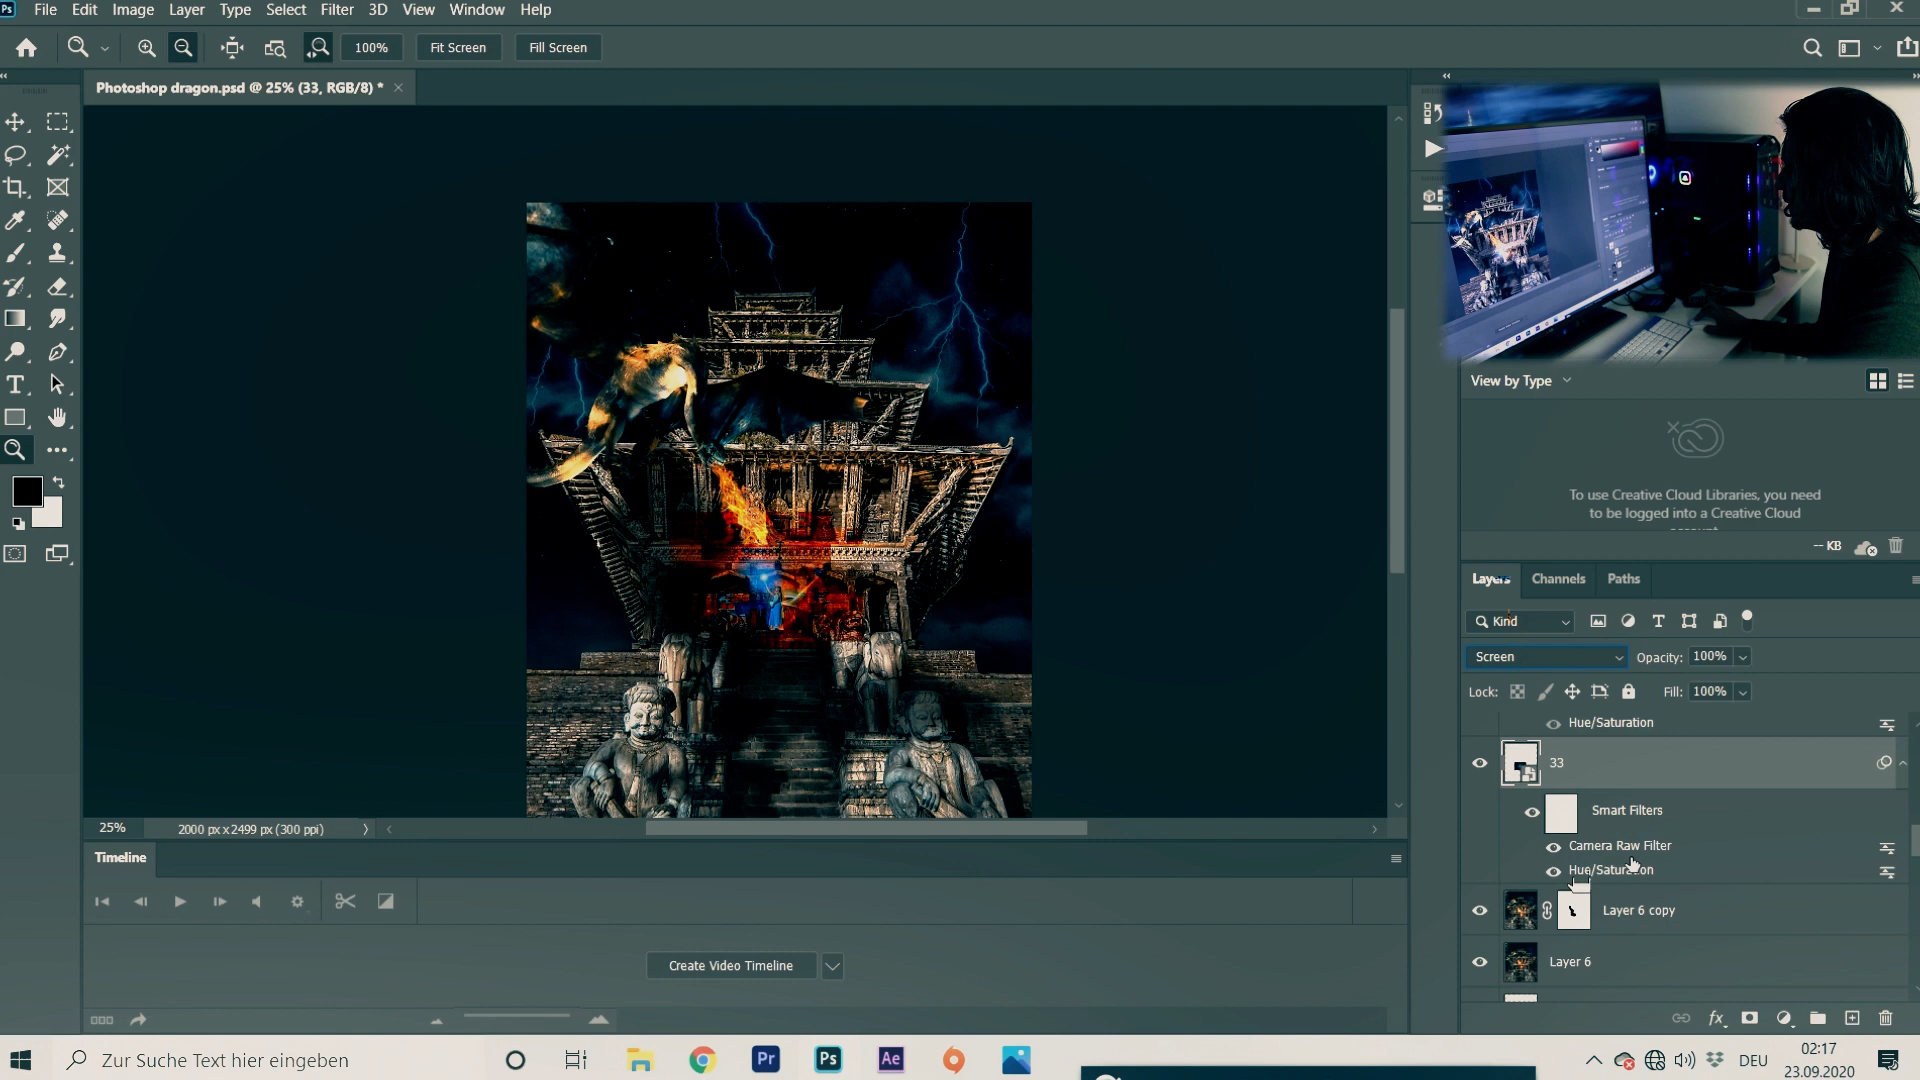 Ps File Edit Image Layer Type Select Filter 3D View Window Help
100% Fit Screen Fill Screen
Photoshop dragon.psd @ 25% (33, RGB/8) *
View by Type
To use Creative Cloud Libraries, you need
to be logged into a Creative Cloud
-- KB
Layers Channels Paths
Kind
Screen Opacity: 100%
Lock: Fill: 100%
Hue/Saturation
33
Smart Filters
Camera Raw Filter
Hue/Saturation
Layer 6 copy
Layer 6
25% 2000 px x 2499 px (300 ppi)
Timeline
Create Video Timeline
Zur Suche Text hier eingeben
Pr Ps Ae
DEU
02:17
23.09.2020